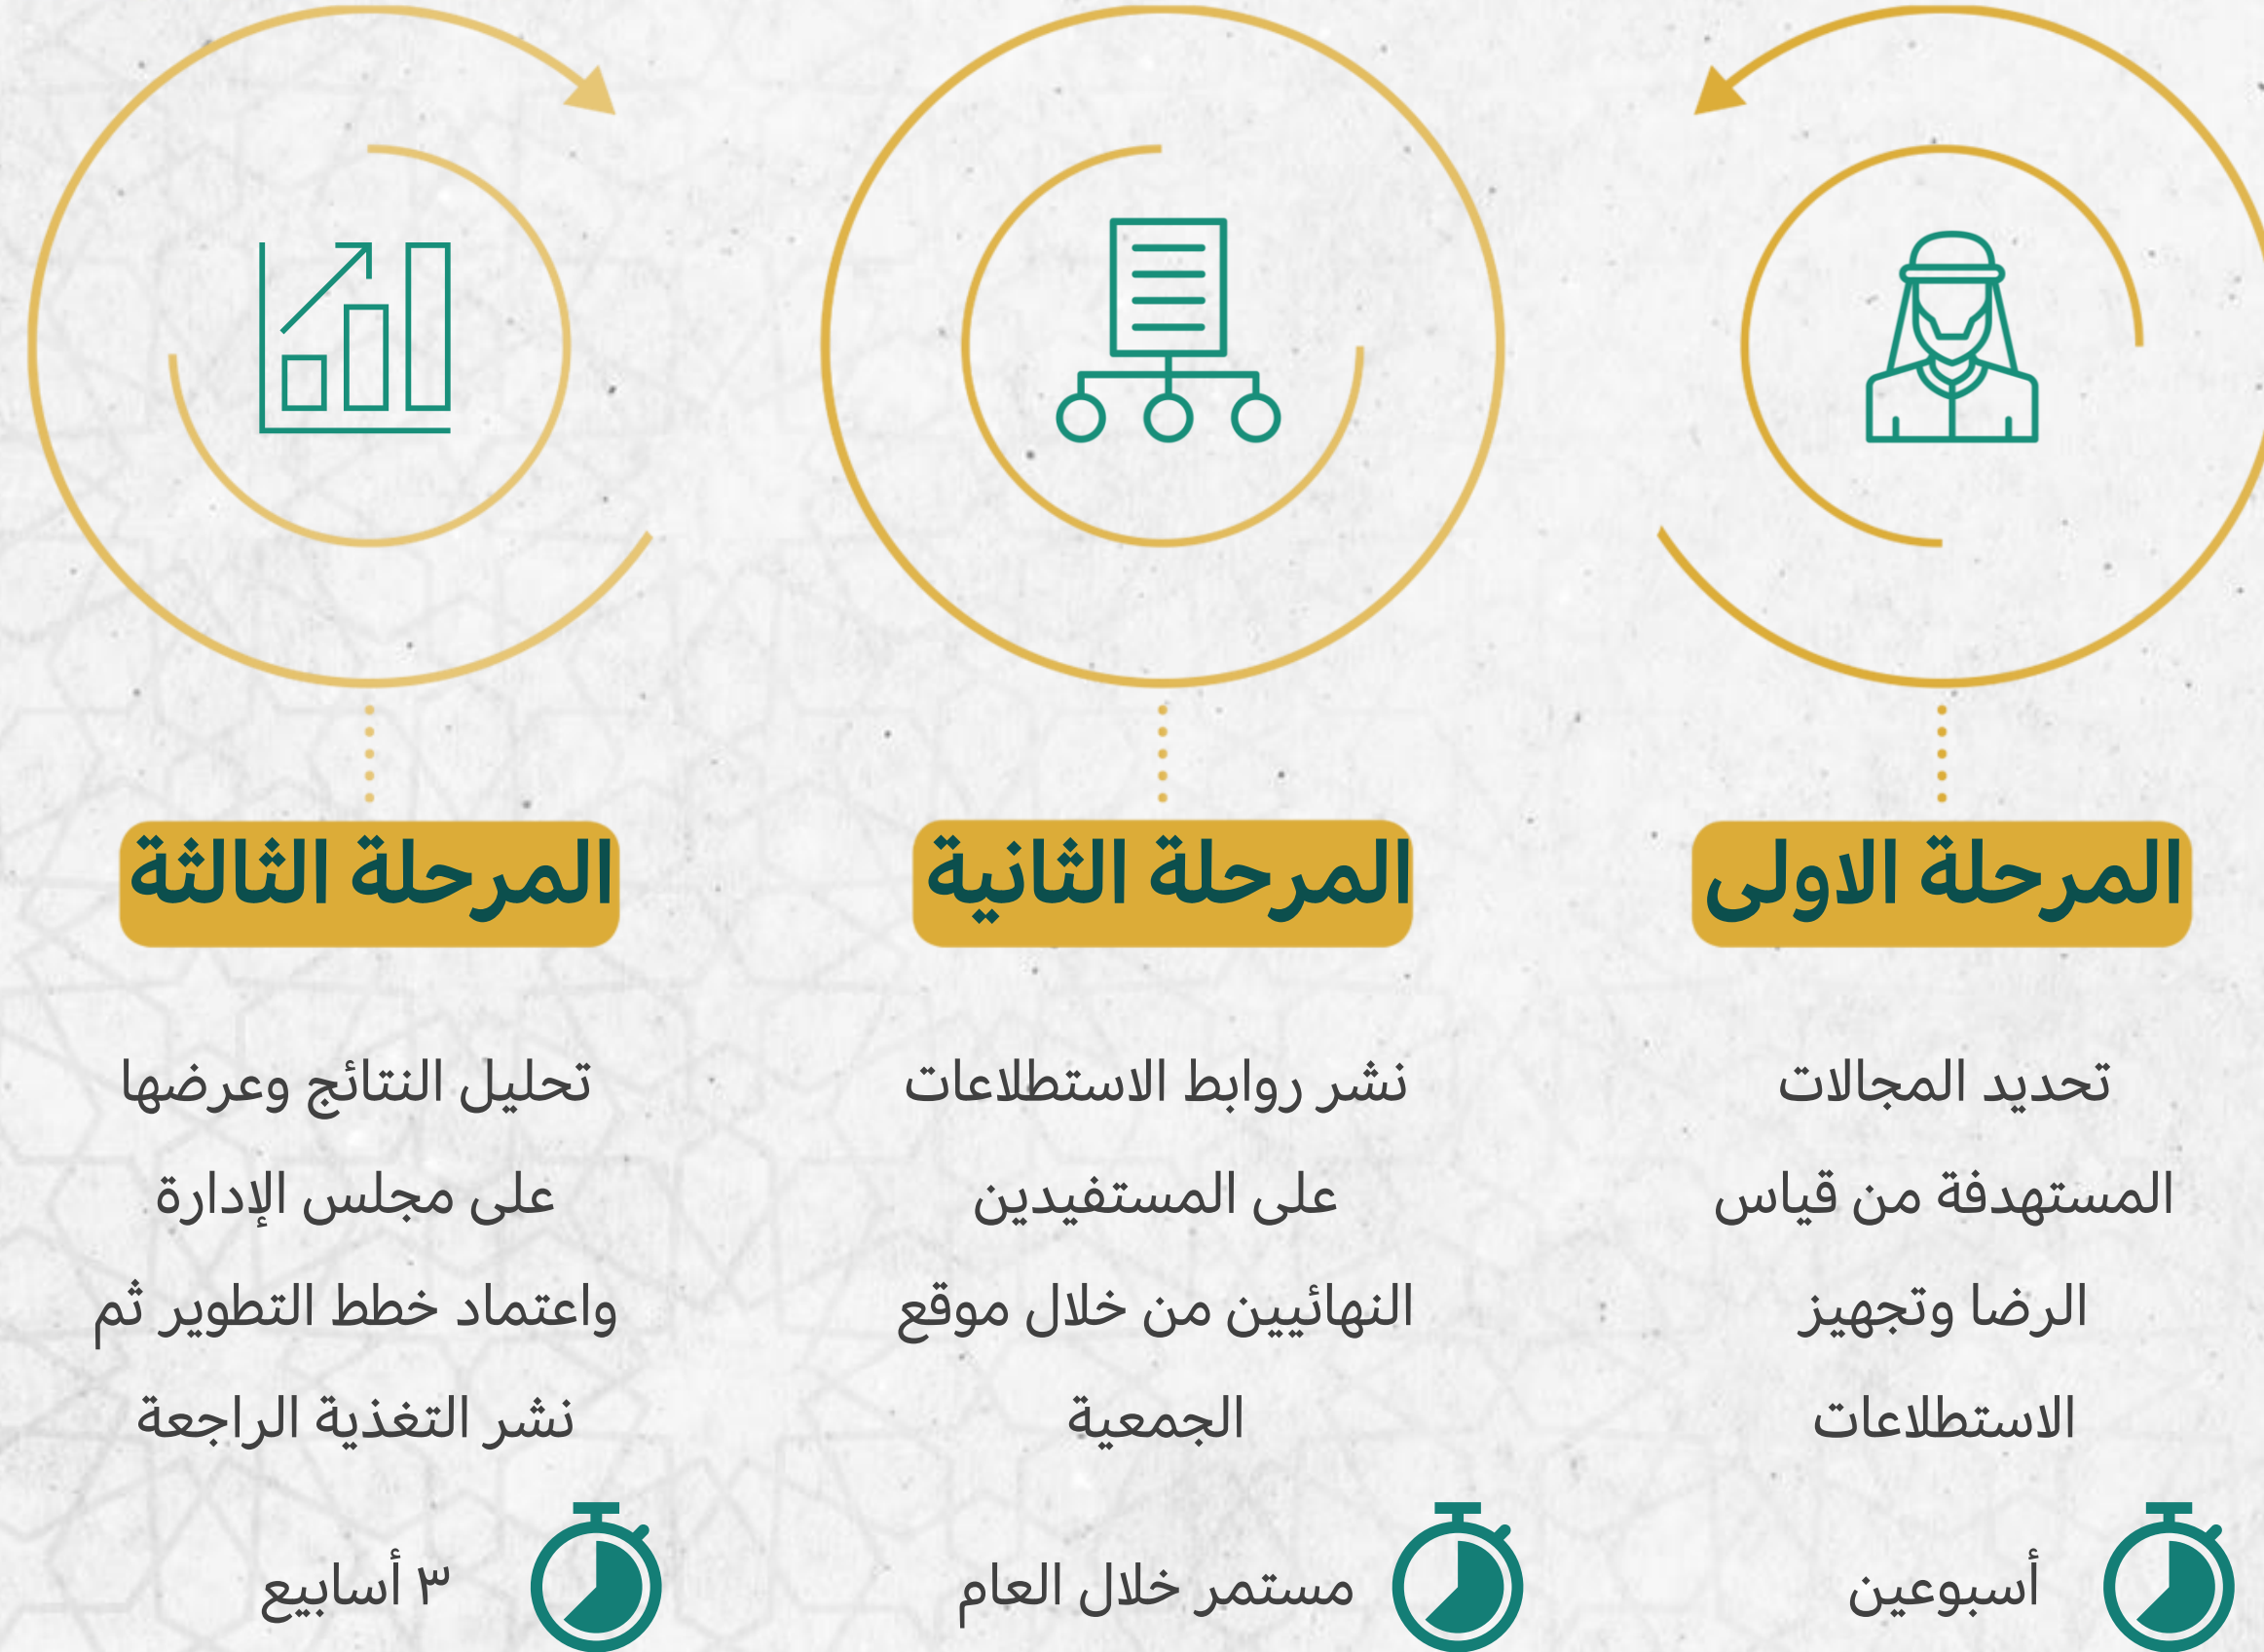 المرحلة الاولى
تحديد المجالات
المستهدفة من قياس
الرضا وتجهيز
الاستطلاعات
أسبوعين
المرحلة الثانية
نشر روابط الاستطلاعات
على المستفيدين
النهائيين من خلال موقع
الجمعية
مستمر خلال العام
المرحلة الثالثة
تحليل النتائج وعرضها
على مجلس الإدارة
واعتماد خطط التطوير ثم
نشر التغذية الراجعة
٣ أسابيع